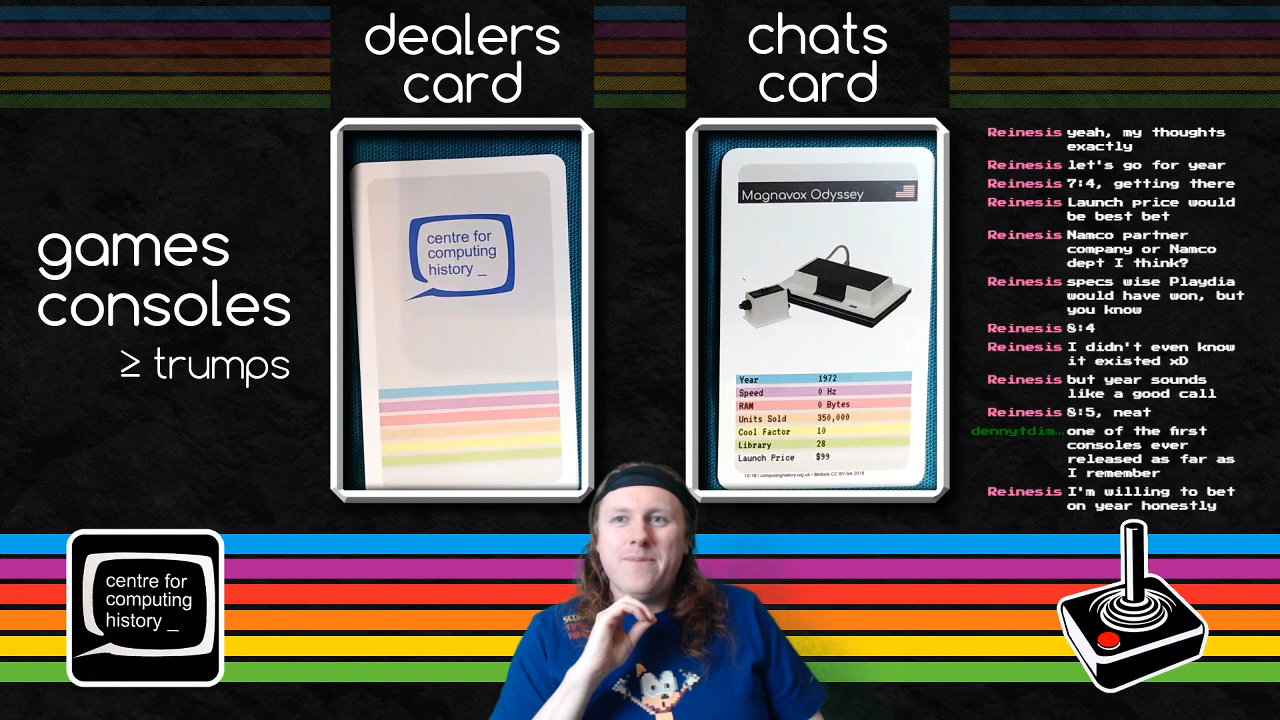 dealers
card
chats
card
games
consoles
≥ trumps
centre for
computing
history _
Magnavox Odyssey
Year 1972
Speed 0 Hz
RAM 0 Bytes
Units Sold 350,000
Cool Factor 10
Library 28
Launch Price $99
Reinesis yeah, my thoughts
exactly
Reinesis let's go for year
Reinesis 7:4, getting there
Reinesis Launch price would
be best bet
Reinesis Namco partner
company or Namco
dept I think?
Reinesis specs wise Playdia
would have won, but
you know
Reinesis 8:4
Reinesis I didn't even know
it existed xD
Reinesis but year sounds
like a good call
Reinesis 8:5, neat
dennytdim... one of the first
consoles ever
released as far as
I remember
Reinesis I'm willing to bet
on year honestly
centre for
computing
history _